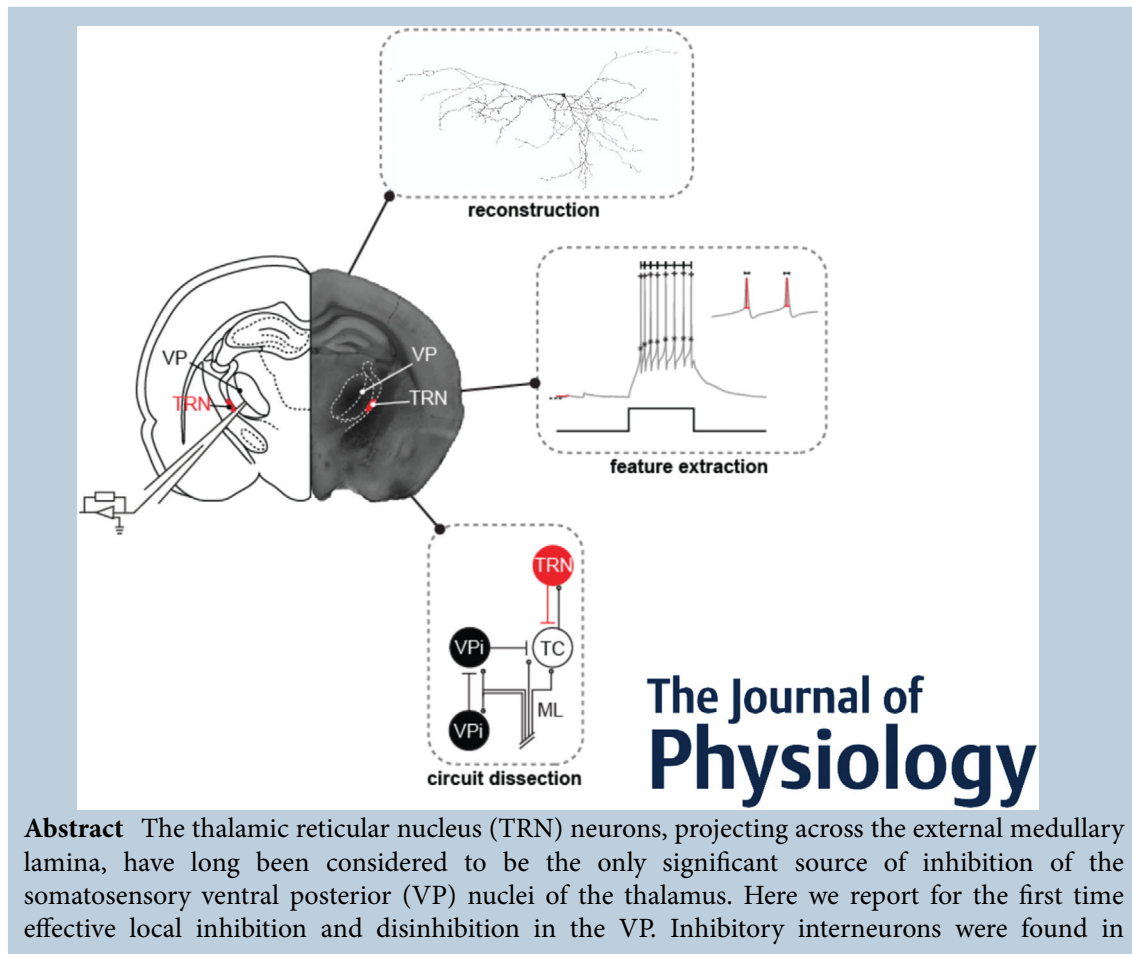 reconstruction
VP
TRN
VP
TRN
feature extraction
TRN
VPi
TC
ML
VPi
circuit dissection
The Journal of
Physiology
Abstract The thalamic reticular nucleus (TRN) neurons, projecting across the external medullary
lamina, have long been considered to be the only significant source of inhibition of the
somatosensory ventral posterior (VP) nuclei of the thalamus. Here we report for the first time
effective local inhibition and disinhibition in the VP. Inhibitory interneurons were found in